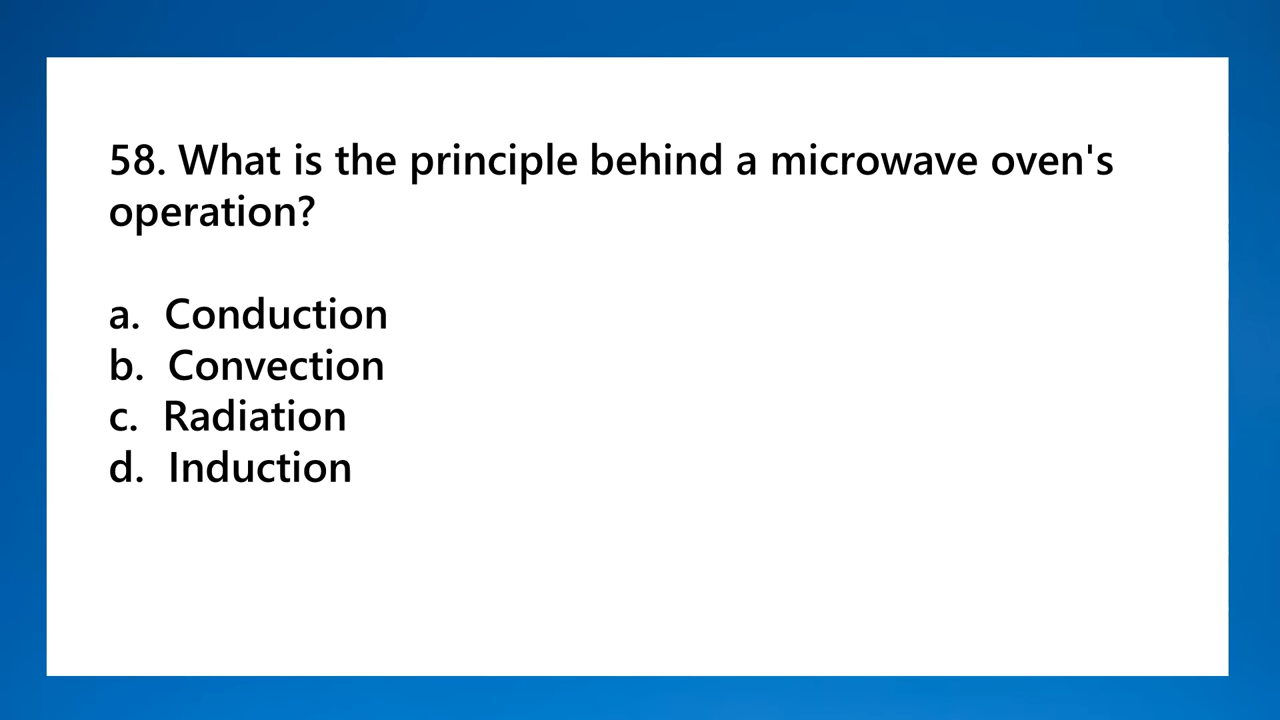 58. What is the principle behind a microwave oven's
operation?
a. Conduction
b. Convection
c. Radiation
d. Induction